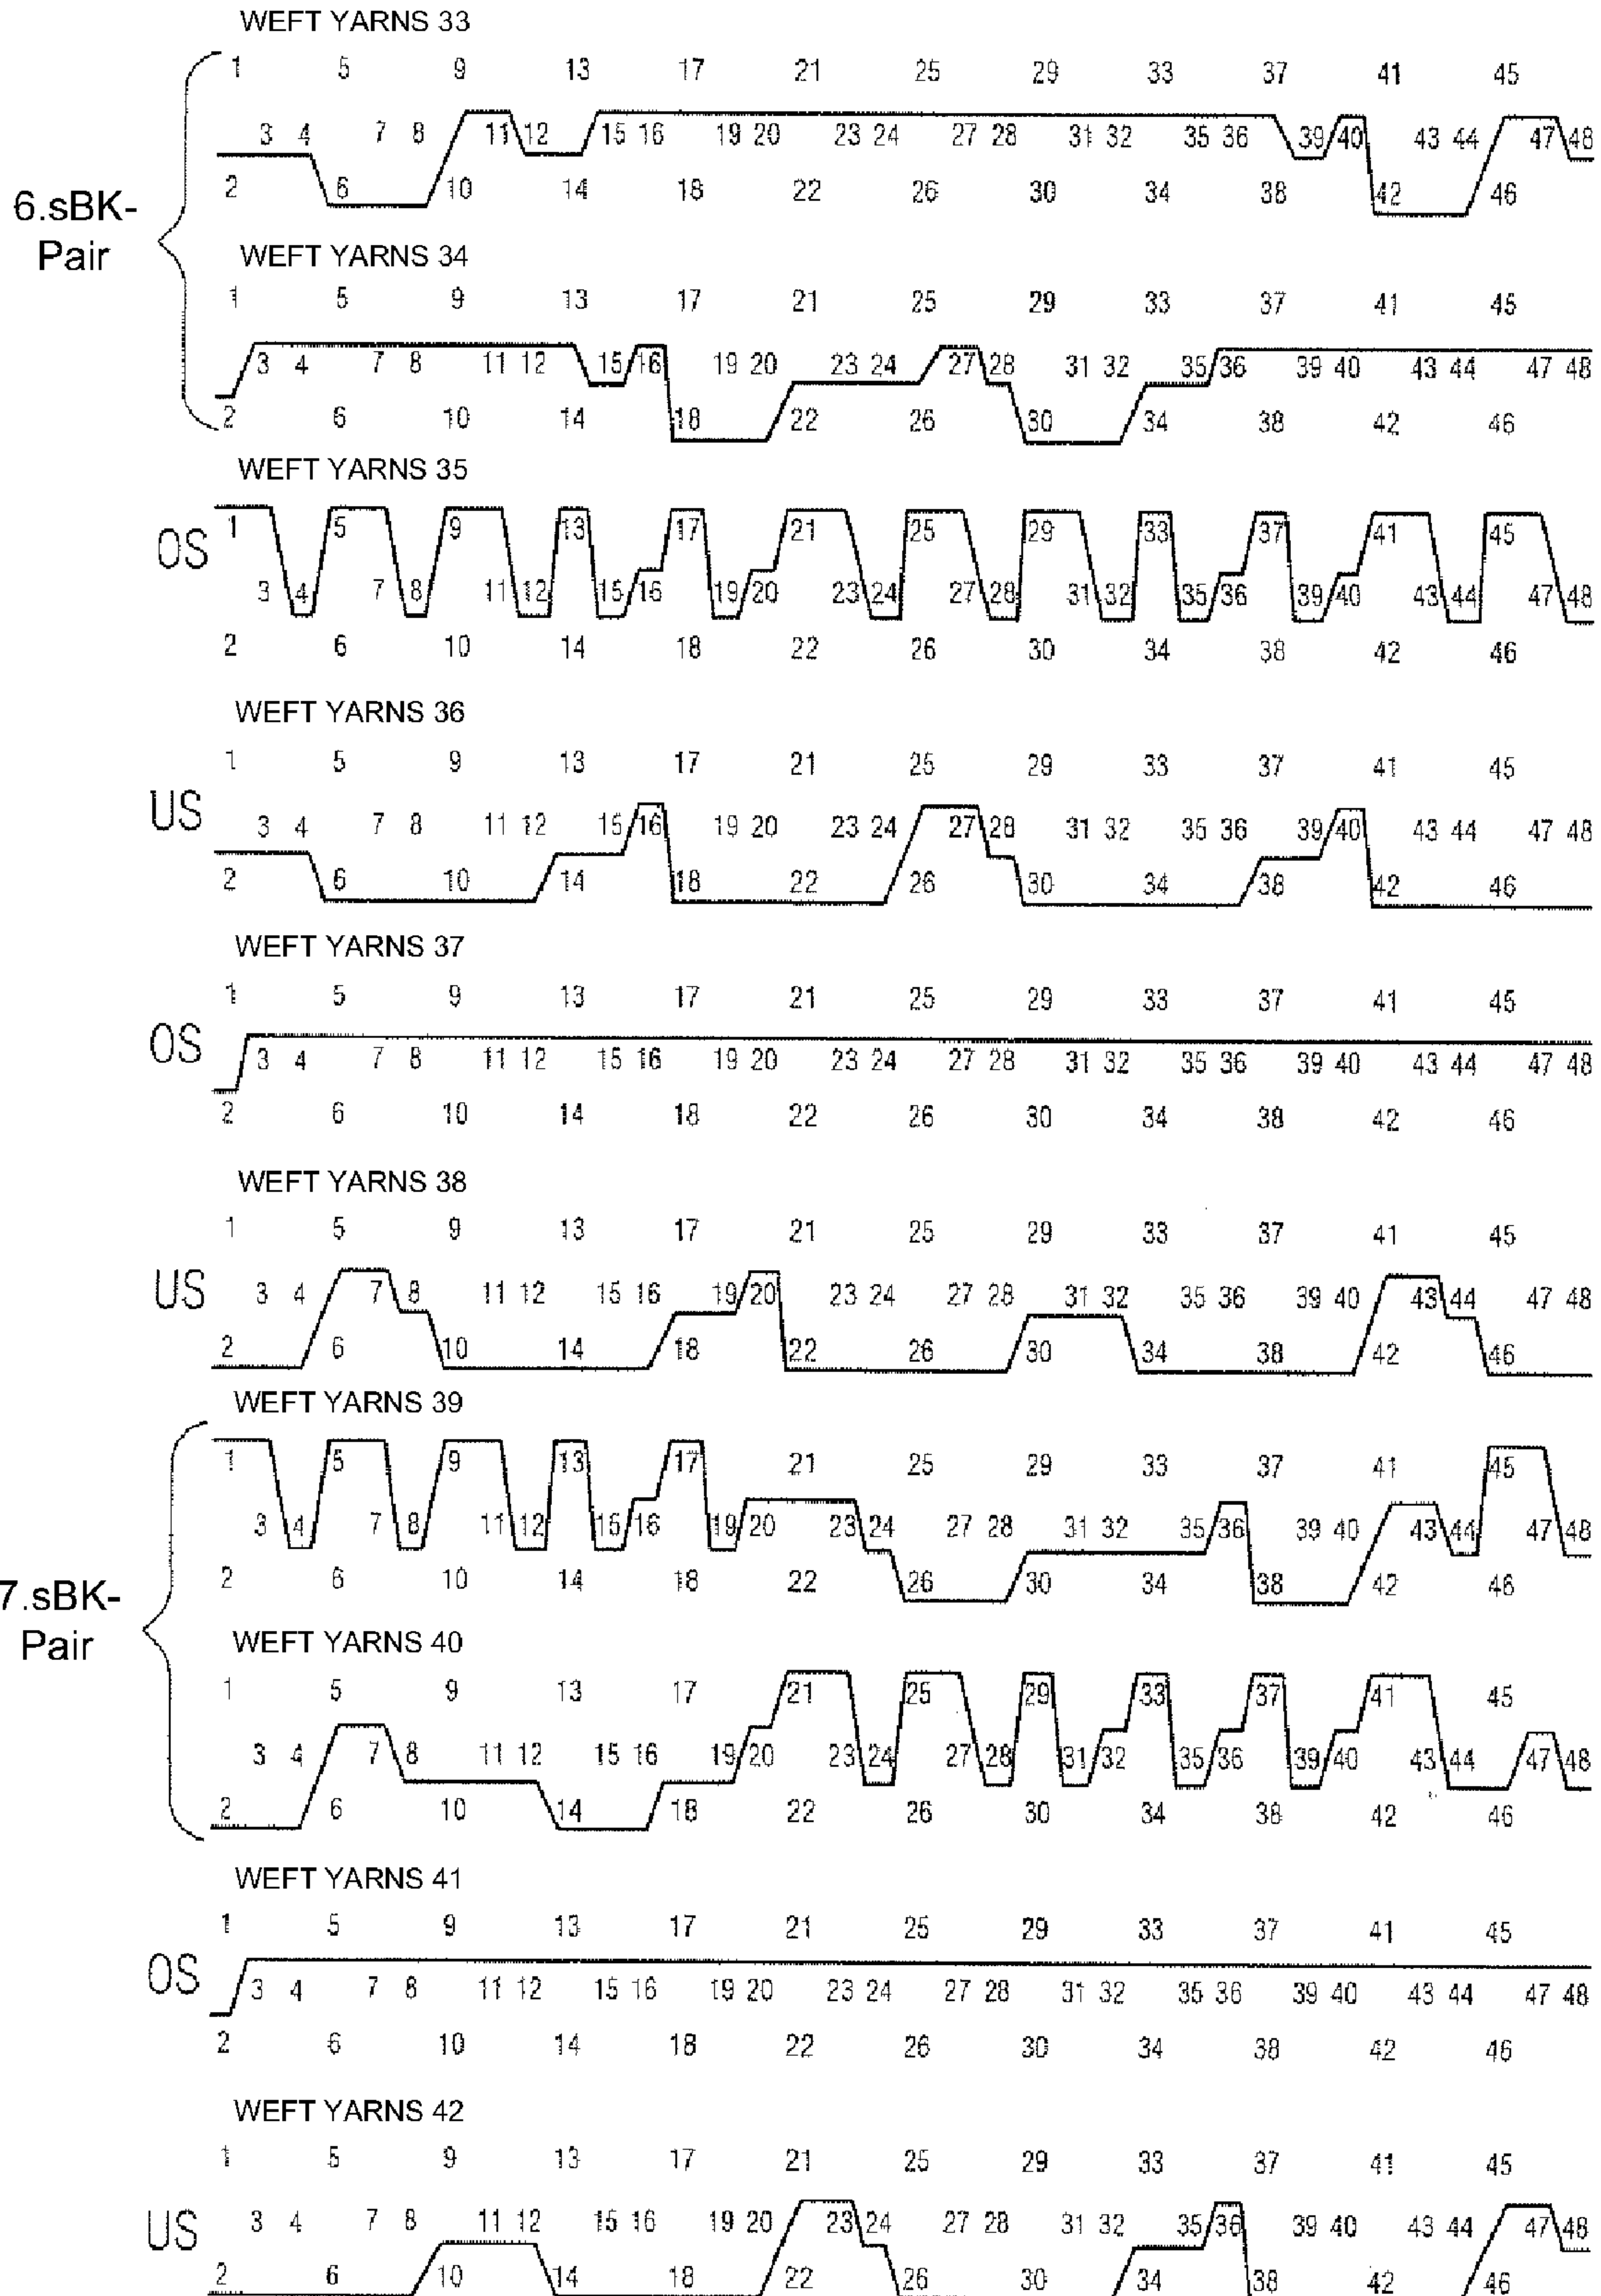 WEFT YARNS 33
1 5 9 13 17 21 25 29 33 37 41 45
3 4 7 8 11 12 15 16 19 20 23 24 27 28 31 32 35 36 39 40 43 44 47 48
2 6 10 14 18 22 26 30 34 38 42 46
6.sBK-
Pair
WEFT YARNS 34
1 5 9 13 17 21 25 29 33 37 41 45
3 4 7 8 11 12 15 16 19 20 23 24 27 28 31 32 35 36 39 40 43 44 47 48
2 6 10 14 18 22 26 30 34 38 42 46
WEFT YARNS 35
OS
1 5 9 13 17 21 25 29 33 37 41 45
3 4 7 8 11 12 15 16 19 20 23 24 27 28 31 32 35 36 39 40 43 44 47 48
2 6 10 14 18 22 26 30 34 38 42 46
WEFT YARNS 36
1 5 9 13 17 21 25 29 33 37 41 45
US
3 4 7 8 11 12 15 16 19 20 23 24 27 28 31 32 35 36 39 40 43 44 47 48
2 6 10 14 18 22 26 30 34 38 42 46
WEFT YARNS 37
1 5 9 13 17 21 25 29 33 37 41 45
OS
3 4 7 8 11 12 15 16 19 20 23 24 27 28 31 32 35 36 39 40 43 44 47 48
2 6 10 14 18 22 26 30 34 38 42 46
WEFT YARNS 38
1 5 9 13 17 21 25 29 33 37 41 45
US
3 4 7 8 11 12 15 16 19 20 23 24 27 28 31 32 35 36 39 40 43 44 47 48
2 6 10 14 18 22 26 30 34 38 42 46
WEFT YARNS 39
1 5 9 13 17 21 25 29 33 37 41 45
3 4 7 8 11 12 15 16 19 20 23 24 27 28 31 32 35 36 39 40 43 44 47 48
2 6 10 14 18 22 26 30 34 38 42 46
7.sBK-
Pair
WEFT YARNS 40
1 5 9 13 17 21 25 29 33 37 41 45
3 4 7 8 11 12 15 16 19 20 23 24 27 28 31 32 35 36 39 40 43 44 47 48
2 6 10 14 18 22 26 30 34 38 42 46
WEFT YARNS 41
1 5 9 13 17 21 25 29 33 37 41 45
OS
3 4 7 8 11 12 15 16 19 20 23 24 27 28 31 32 35 36 39 40 43 44 47 48
2 6 10 14 18 22 26 30 34 38 42 46
WEFT YARNS 42
1 5 9 13 17 21 25 29 33 37 41 45
US
3 4 7 8 11 12 15 16 19 20 23 24 27 28 31 32 35 36 39 40 43 44 47 48
2 6 10 14 18 22 26 30 34 38 42 46